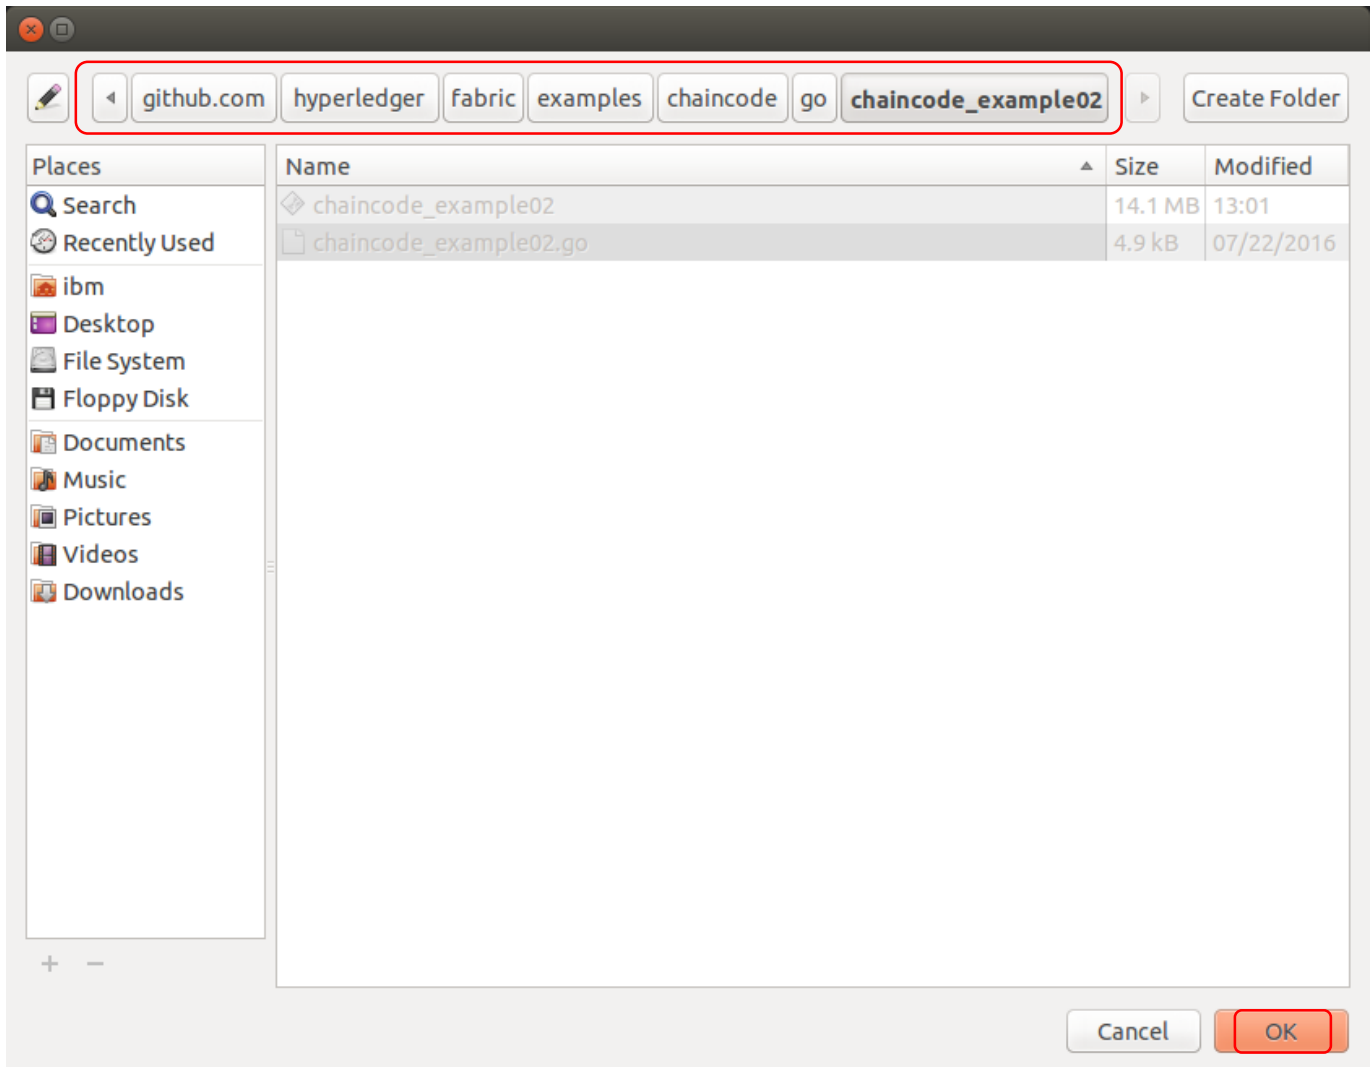 github.com hyperledger fabric examples chaincode go chaincode_example02 Create Folder
Places Name Size Modified
Search chaincode_example02 14.1 MB 13:01
Recently Used chaincode_example02.go 4.9 kB 07/22/2016
ibm
Desktop
File System
Floppy Disk
Documents
Music
Pictures
Videos
Downloads
+ −
Cancel OK